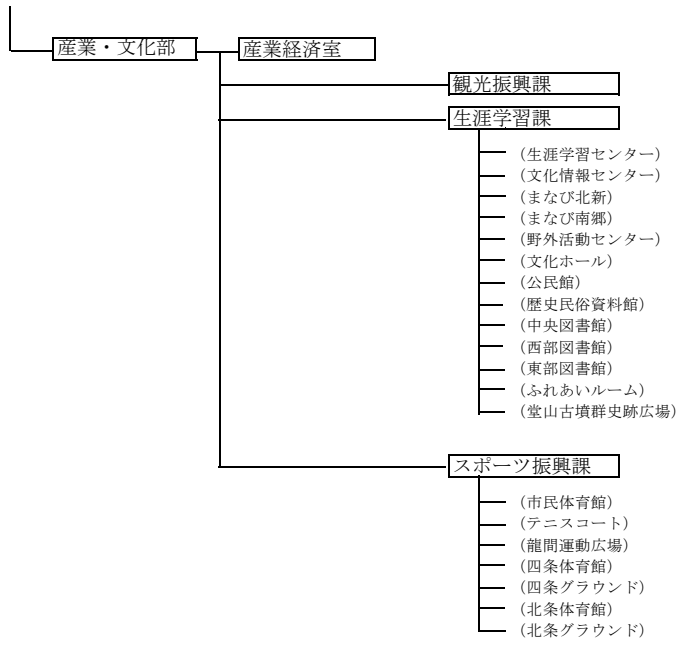 産業・文化部 産業経済室
観光振興課
生涯学習課
（生涯学習センター）
（文化情報センター）
（まなび北新）
（まなび南郷）
（野外活動センター）
（文化ホール）
（公民館）
（歴史民俗資料館）
（中央図書館）
（西部図書館）
（東部図書館）
（ふれあいルーム）
（堂山古墳群史跡広場）
スポーツ振興課
（市民体育館）
（テニスコート）
（龍間運動広場）
（四条体育館）
（四条グラウンド）
（北条体育館）
（北条グラウンド）